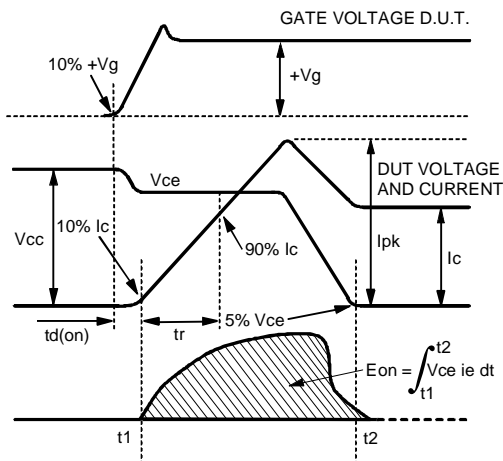 GATE VOLTAGE D.U.T.
10% +Vg
+Vg
Vce
DUT VOLTAGE
AND CURRENT
10% Ic
Vcc
90% Ic
Ipk
Ic
td(on)
tr
5% Vce
Eon = ∫ Vce ie dt
t2
t1
t1
t2